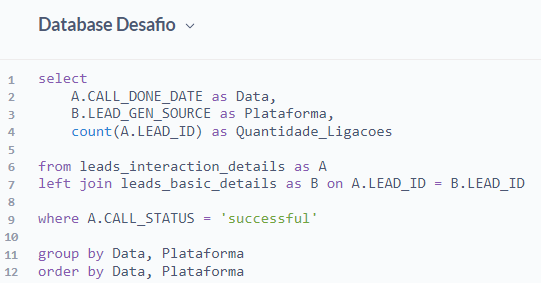 Database Desafio
1 select
2 A.CALL_DONE_DATE as Data,
3 B.LEAD_GEN_SOURCE as Plataforma,
4 count(A.LEAD_ID) as Quantidade_Ligacoes
5
6 from leads_interaction_details as A
7 left join leads_basic_details as B on A.LEAD_ID = B.LEAD_ID
8
9 where A.CALL_STATUS = 'successful'
10
11 group by Data, Plataforma
12 order by Data, Plataforma